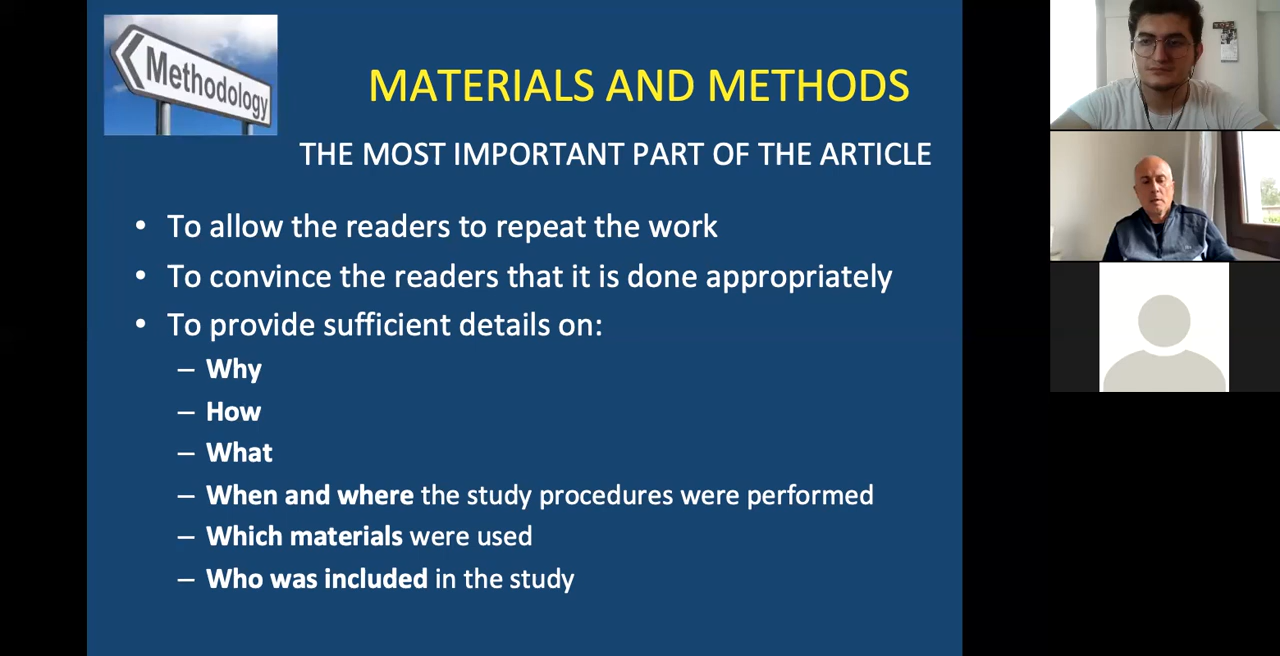 Methodology
MATERIALS AND METHODS
THE MOST IMPORTANT PART OF THE ARTICLE
• To allow the readers to repeat the work
• To convince the readers that it is done appropriately
• To provide sufficient details on:
– Why
– How
– What
– When and where the study procedures were performed
– Which materials were used
– Who was included in the study